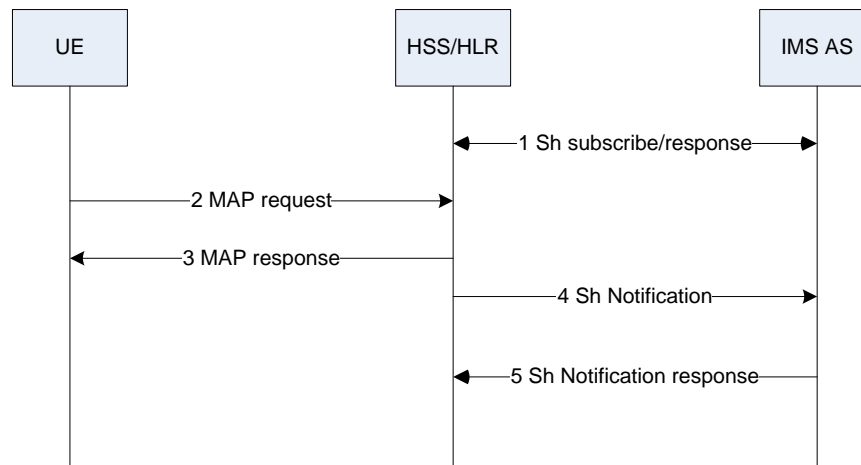 UE
HSS/HLR
IMS AS
1 Sh subscribe/response
2 MAP request
3 MAP response
4 Sh Notification
5 Sh Notification response